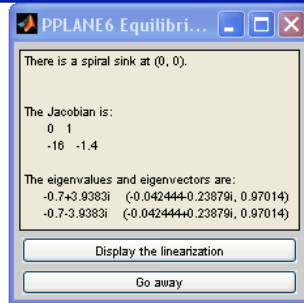 PPLANE6 Equilibri...
There is a spiral sink at (0, 0).
The Jacobian is:
0 1
-16 -1.4
The eigenvalues and eigenvectors are:
-0.7+3.9383i (-0.042444-0.23879i, 0.97014)
-0.7-3.9383i (-0.042444+0.23879i, 0.97014)
Display the linearization
Go away